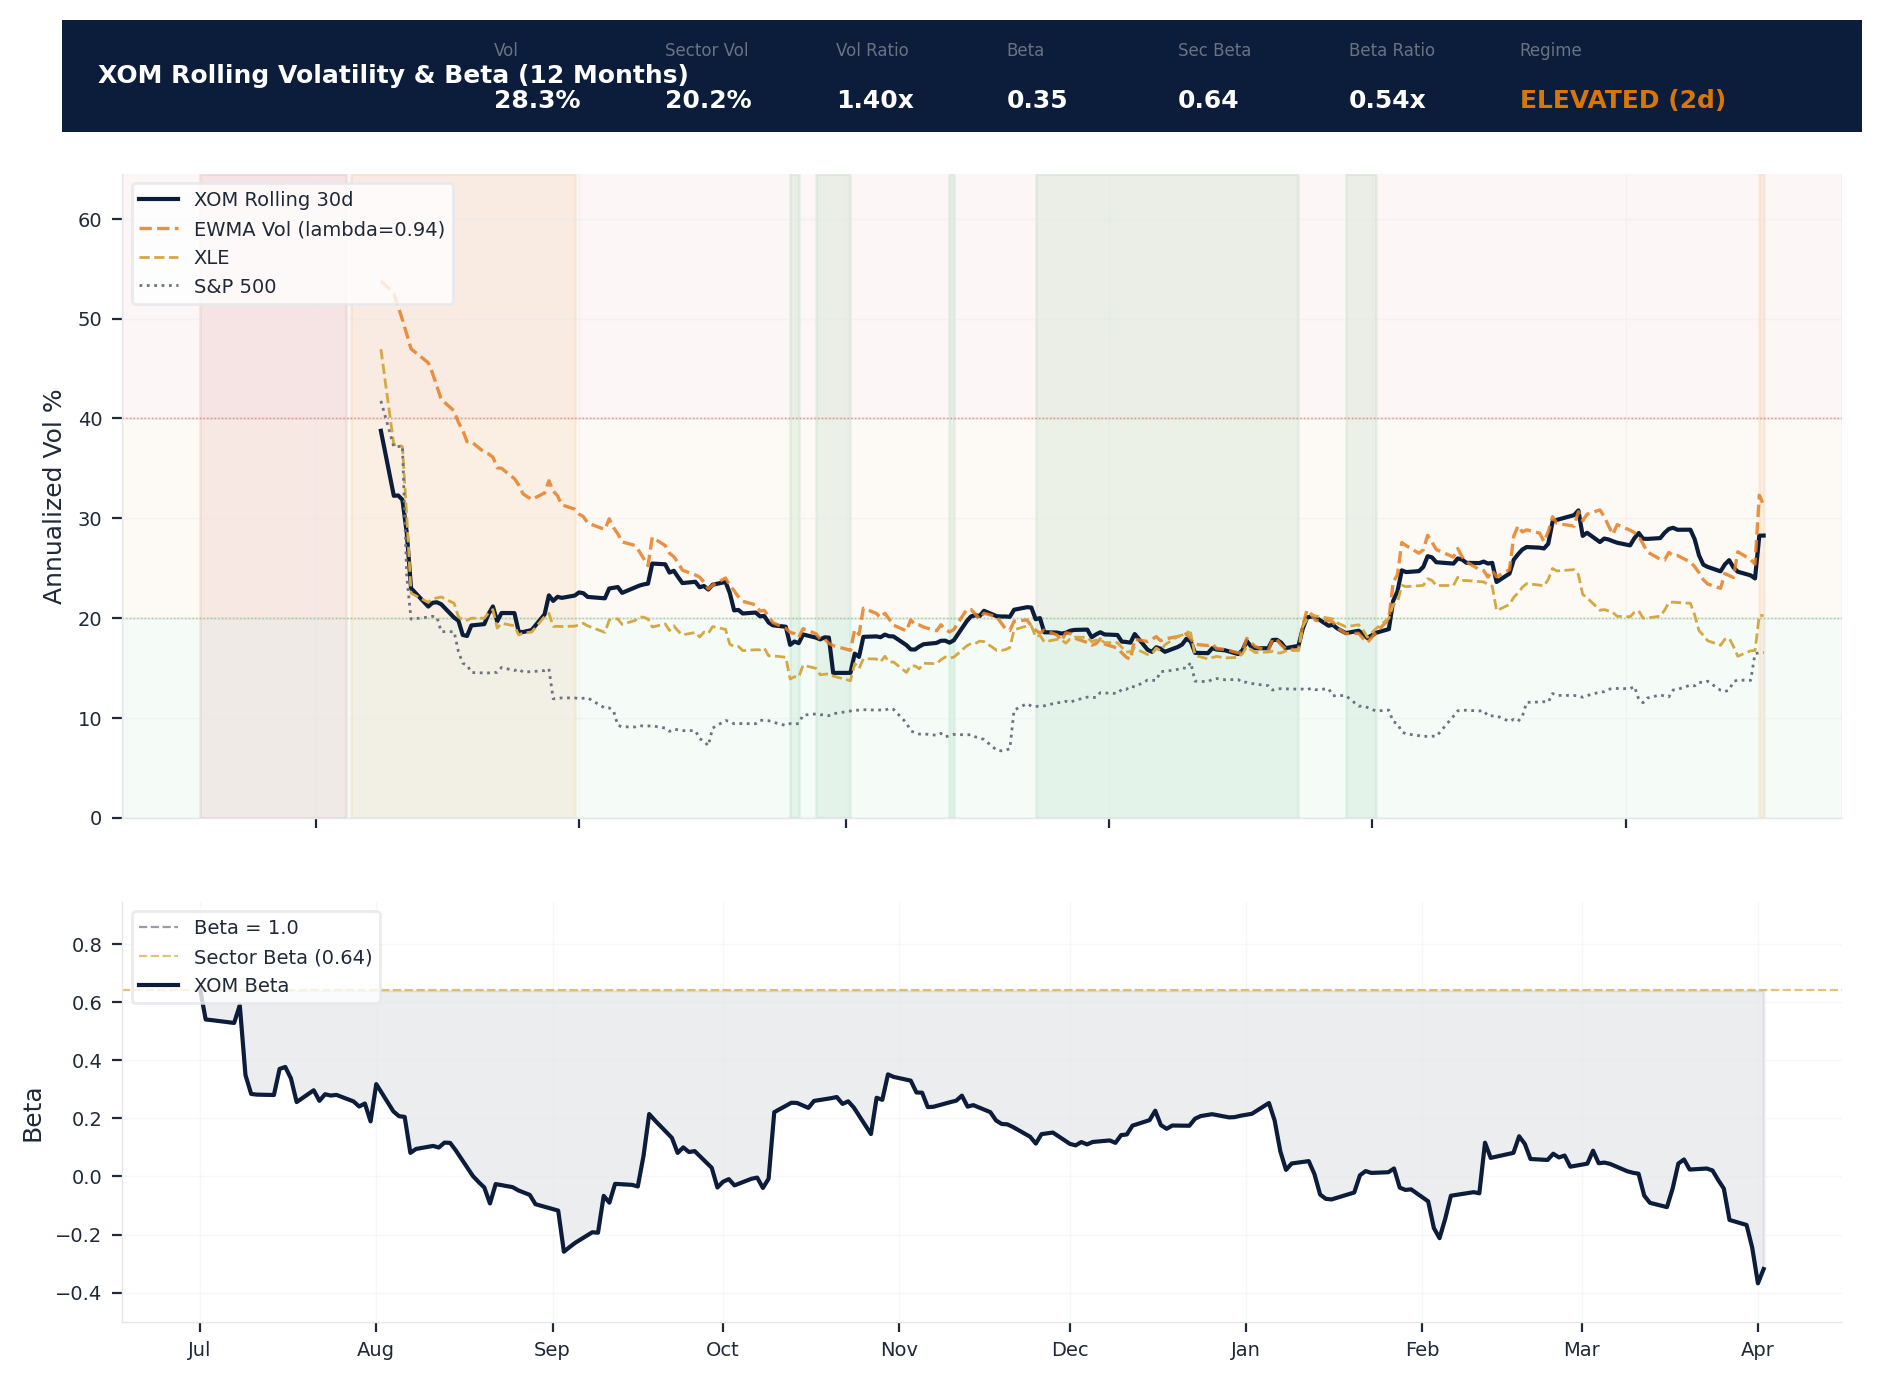 XOM Rolling Volatility & Beta (12 Months)
Vol
28.3%
Sector Vol
20.2%
Vol Ratio
1.40x
Beta
0.35
Sec Beta
0.64
Beta Ratio
0.54x
Regime
ELEVATED (2d)
Annualized Vol %
60
50
40
30
20
10
0
XOM Rolling 30d
EWMA Vol (lambda=0.94)
XLE
S&P 500
Beta
0.8
0.6
0.4
0.2
0.0
−0.2
−0.4
Beta = 1.0
Sector Beta (0.64)
XOM Beta
Jul
Aug
Sep
Oct
Nov
Dec
Jan
Feb
Mar
Apr